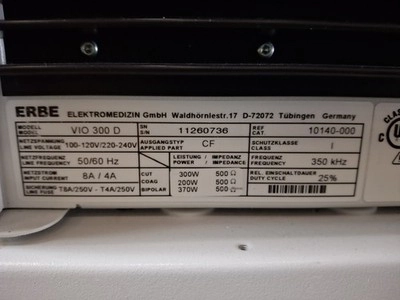 ERBE ELEKTROMEDIZIN GmbH Waldhörnlestr.17 D-72072 Tübingen Germany
MODELL MODEL VIO 300 D SN S/N 11260736 REF CAT 10140-000
NETZSPANNUNG LINE VOLTAGE 100-120V/220-240V AUSGANGSTYP APPLIED PART CF SCHUTZKLASSE CLASS I
NETZFREQUENZ LINE FREQUENCY 50/60 Hz LEISTUNG / IMPEDANZ POWER / IMPEDANCE FREQUENZ FREQUENCY 350 kHz
NETZSTROM INPUT CURRENT 8A / 4A CUT 300W 500 Ω REL. EINSCHALTDAUER DUTY CYCLE 25%
COAG 200W 500 Ω
SICHERUNG LINE FUSE T8A/250V - T4A/250V BIPOLAR 370W 500 Ω